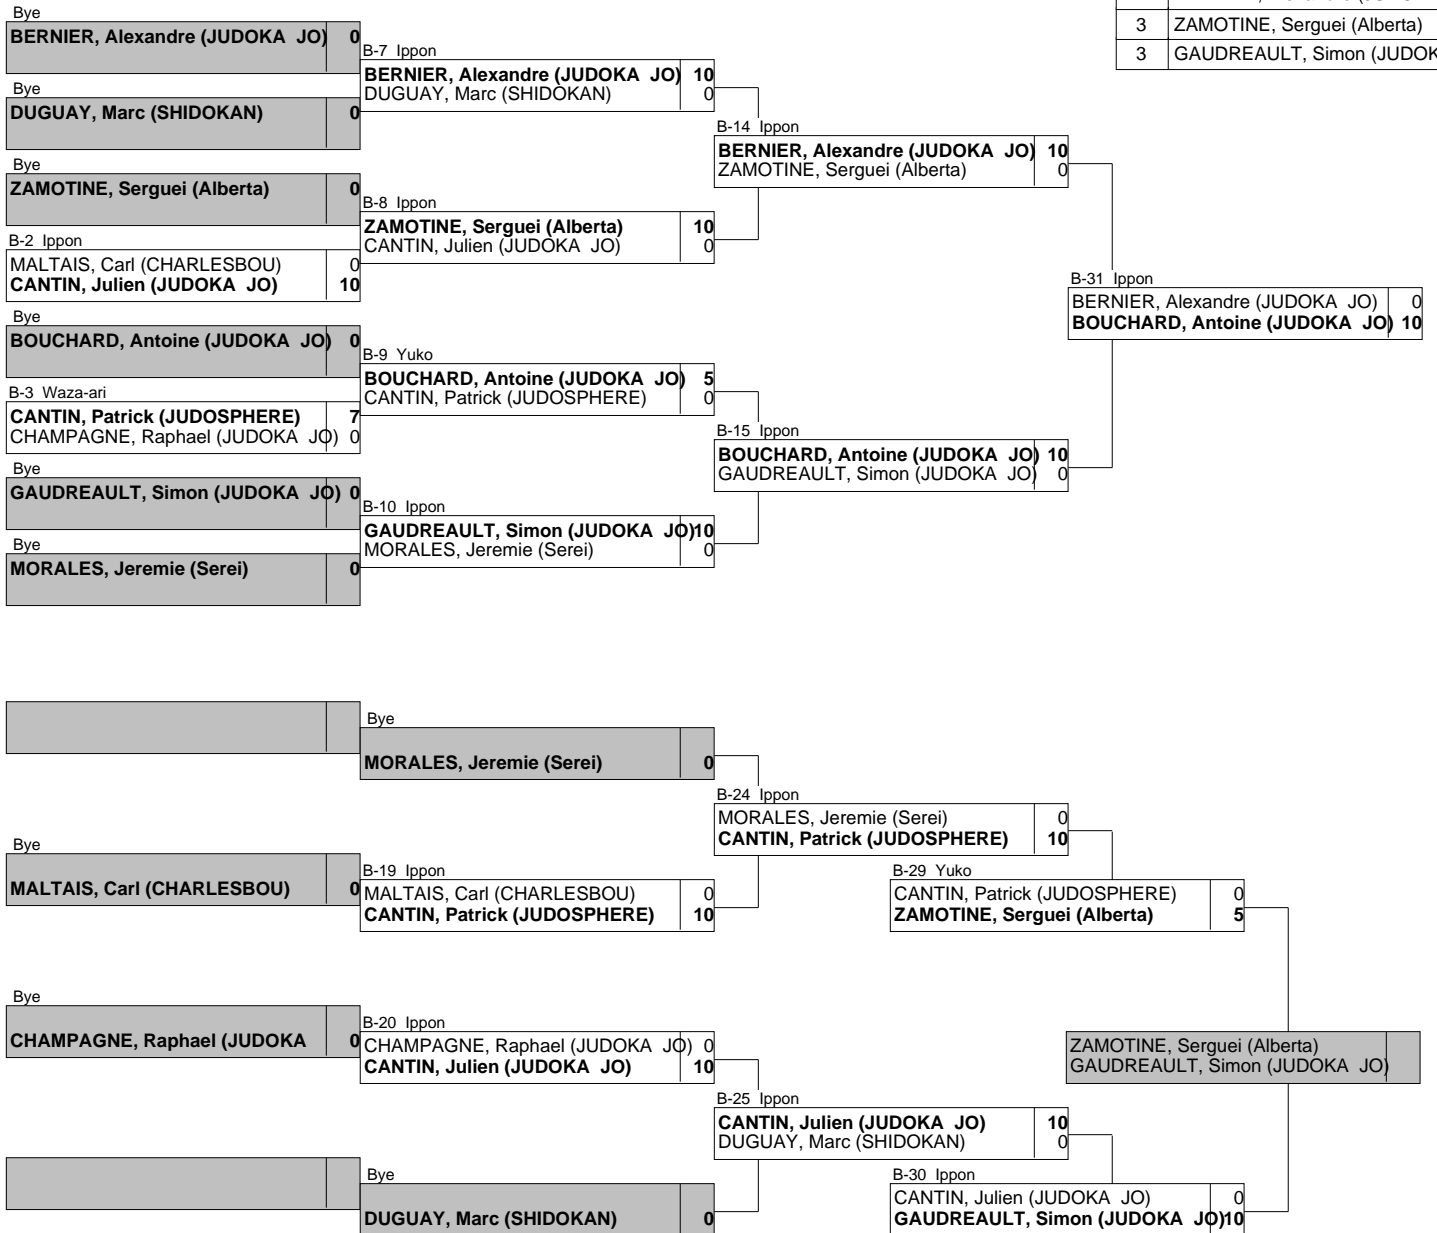 3 ZAMOTINE, Serguei (Alberta)
3 GAUDREAULT, Simon (JUDOK
Bye
BERNIER, Alexandre (JUDOKA JO) 0
Bye
DUGUAY, Marc (SHIDOKAN) 0
Bye
ZAMOTINE, Serguei (Alberta) 0
B-2 Ippon
MALTAIS, Carl (CHARLESBOU) 0
CANTIN, Julien (JUDOKA JO) 10
Bye
BOUCHARD, Antoine (JUDOKA JO) 0
B-3 Waza-ari
CANTIN, Patrick (JUDOSPHERE) 7
CHAMPAGNE, Raphael (JUDOKA JO) 0
Bye
GAUDREAULT, Simon (JUDOKA JO) 0
Bye
MORALES, Jeremie (Serei) 0
B-7 Ippon
BERNIER, Alexandre (JUDOKA JO) 10
DUGUAY, Marc (SHIDOKAN) 0
B-8 Ippon
ZAMOTINE, Serguei (Alberta) 10
CANTIN, Julien (JUDOKA JO) 0
B-9 Yuko
BOUCHARD, Antoine (JUDOKA JO) 5
CANTIN, Patrick (JUDOSPHERE) 0
B-10 Ippon
GAUDREAULT, Simon (JUDOKA JO) 10
MORALES, Jeremie (Serei) 0
B-14 Ippon
BERNIER, Alexandre (JUDOKA JO) 10
ZAMOTINE, Serguei (Alberta) 0
B-15 Ippon
BOUCHARD, Antoine (JUDOKA JO) 10
GAUDREAULT, Simon (JUDOKA JO) 0
B-31 Ippon
BERNIER, Alexandre (JUDOKA JO) 0
BOUCHARD, Antoine (JUDOKA JO) 10
Bye
MALTAIS, Carl (CHARLESBOU) 0
Bye
CHAMPAGNE, Raphael (JUDOKA 0
Bye
MORALES, Jeremie (Serei) 0
B-19 Ippon
MALTAIS, Carl (CHARLESBOU) 0
CANTIN, Patrick (JUDOSPHERE) 10
B-20 Ippon
CHAMPAGNE, Raphael (JUDOKA JO) 0
CANTIN, Julien (JUDOKA JO) 10
Bye
DUGUAY, Marc (SHIDOKAN) 0
B-24 Ippon
MORALES, Jeremie (Serei) 0
CANTIN, Patrick (JUDOSPHERE) 10
B-25 Ippon
CANTIN, Julien (JUDOKA JO) 10
DUGUAY, Marc (SHIDOKAN) 0
B-29 Yuko
CANTIN, Patrick (JUDOSPHERE) 0
ZAMOTINE, Serguei (Alberta) 5
B-30 Ippon
CANTIN, Julien (JUDOKA JO) 0
GAUDREAULT, Simon (JUDOKA JO) 10
ZAMOTINE, Serguei (Alberta)
GAUDREAULT, Simon (JUDOKA JO)